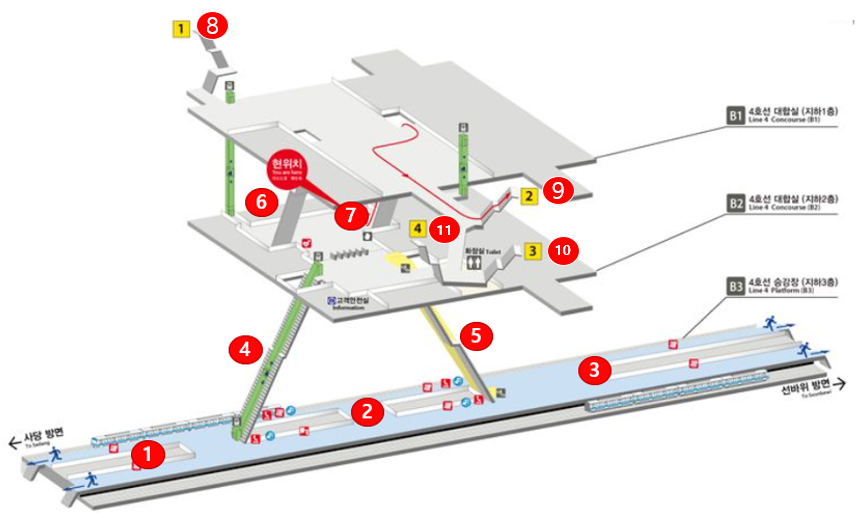 1
8
B1 4호선 대합실 (지하1층)
Line 4 Concourse (B1)
현위치
You are here
6
7
2
9
B2 4호선 대합실 (지하2층)
Line 4 Concourse (B2)
4
11
화장실 Toilet
3
10
고객안전실
Information
B3 4호선 승강장 (지하3층)
Line 4 Platform (B3)
4
5
3
선바위 방면
To Seonbawi
2
사당 방면
To Sadang
1